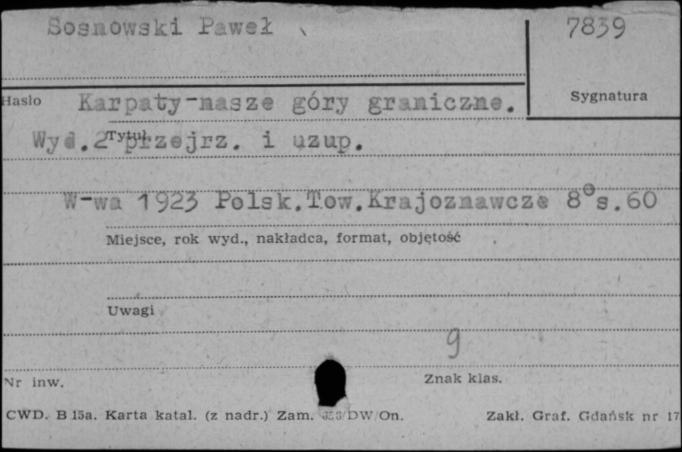 Sosnowski Paweł
7839
Hasło
Sygnatura
Karpaty-nasze góry graniczne.
Tytuł
Wyd.2 przejrz. i uzup.
W-wa 1923 Polsk.Tow.Krajoznawcze 8° s.60
Miejsce, rok wyd., nakładca, format, objętość
Uwagi
9
Nr inw.
Znak klas.
CWD. B 15a. Karta katal. (z nadr.) Zam. DW/On.
Zakł. Graf. Gdańsk nr 17